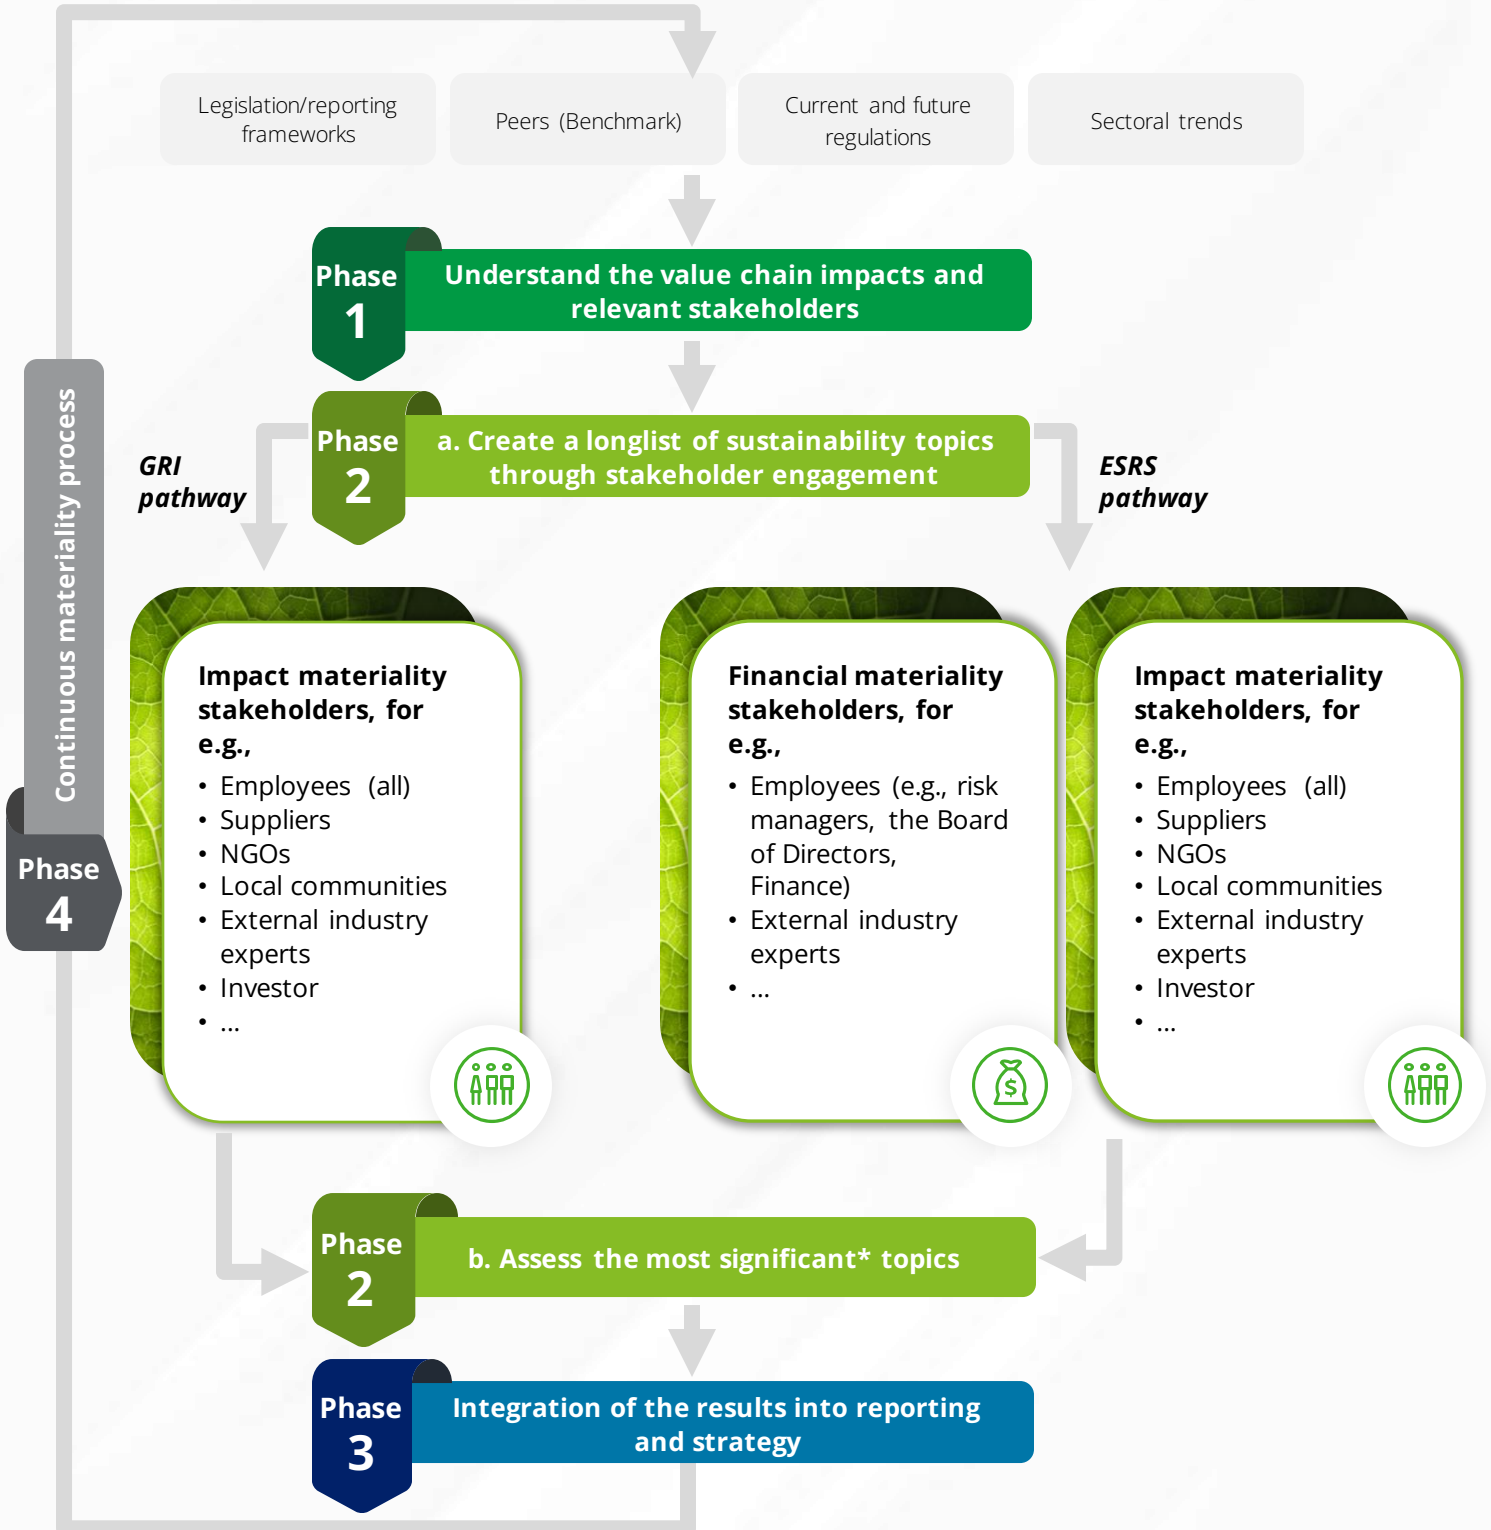 Legislation/reporting
frameworks
Peers (Benchmark)
Current and future
regulations
Sectoral trends
Phase
1
Understand the value chain impacts and
relevant stakeholders
Phase
2
a. Create a longlist of sustainability topics
through stakeholder engagement
GRI
pathway
ESRS
pathway
Continuous materiality process
Phase
4
Impact materiality
stakeholders, for
e.g.,
• Employees (all)
• Suppliers
• NGOs
• Local communities
• External industry
experts
• Investor
• ...
Financial materiality
stakeholders, for
e.g.,
• Employees (e.g., risk
managers, the Board
of Directors,
Finance)
• External industry
experts
• ...
$
Impact materiality
stakeholders, for
e.g.,
• Employees (all)
• Suppliers
• NGOs
• Local communities
• External industry
experts
• Investor
• ...
Phase
2
b. Assess the most significant* topics
Phase
3
Integration of the results into reporting
and strategy